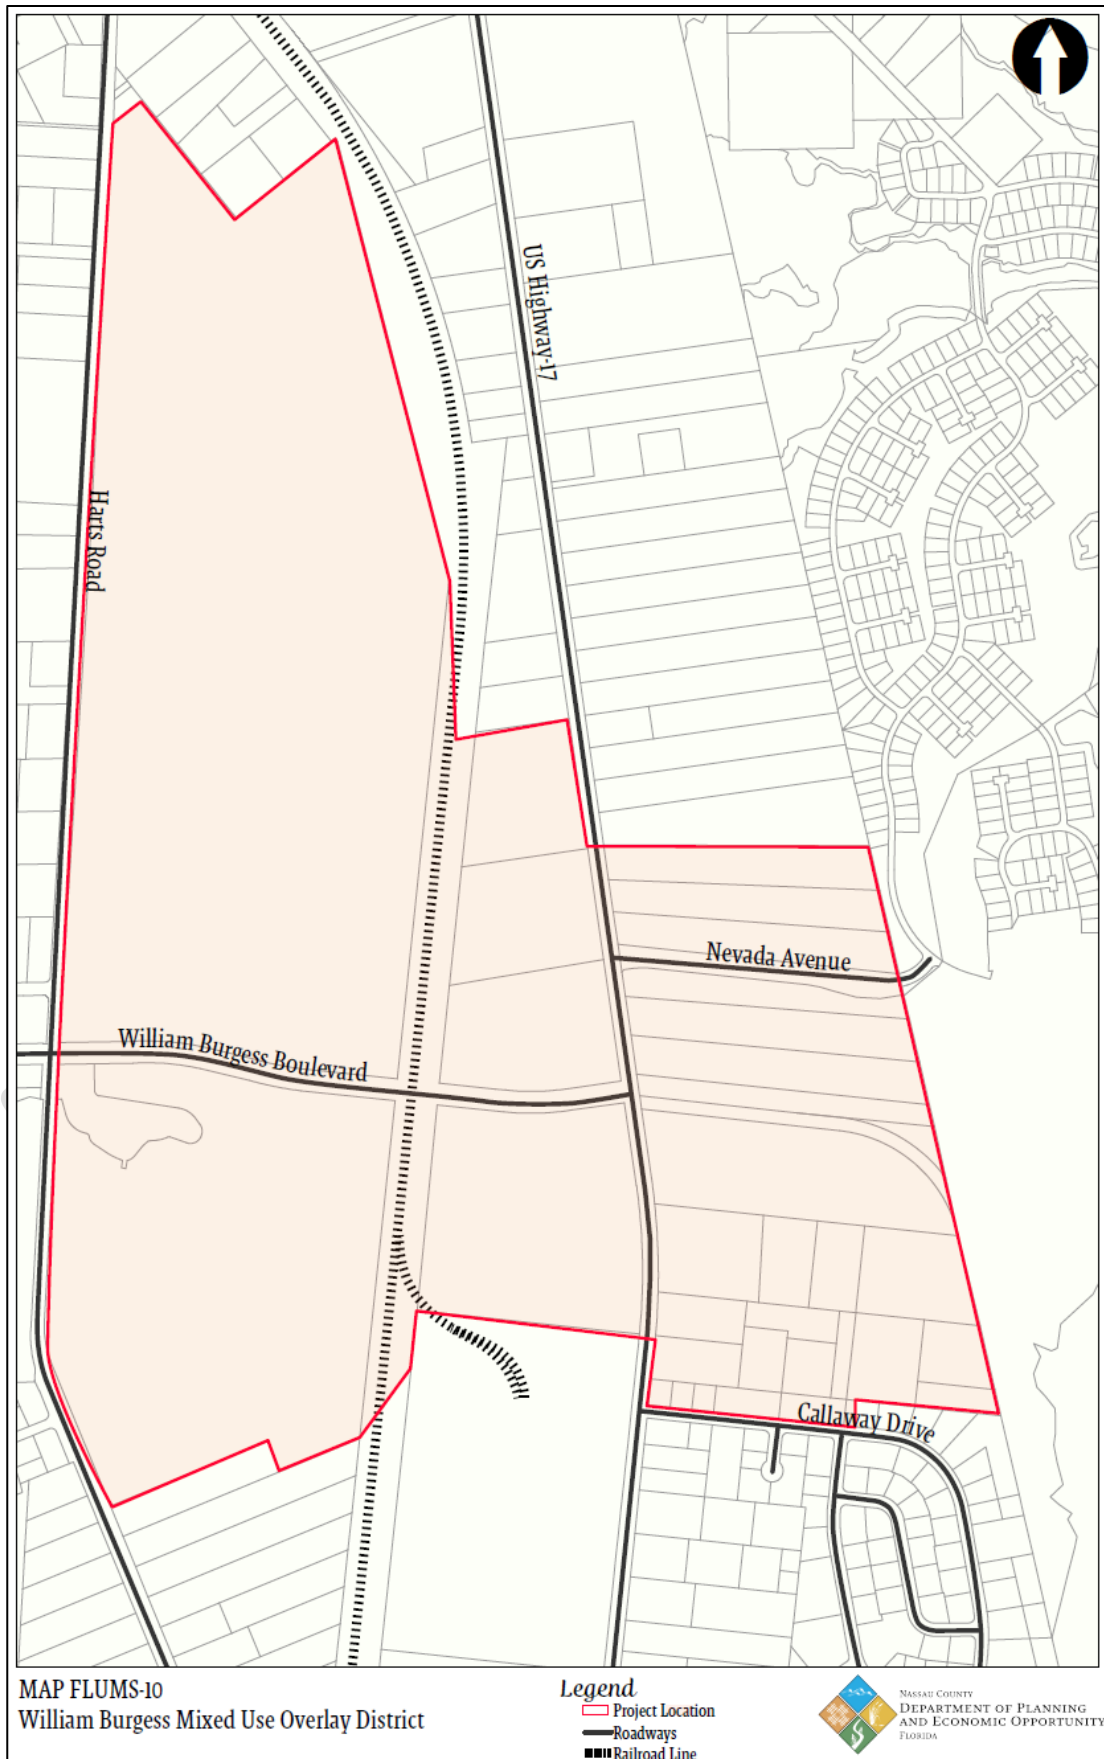 US Highway-17
Harts Road
Nevada Avenue
William Burgess Boulevard
Callaway Drive
MAP FLUMS-10
William Burgess Mixed Use Overlay District
Legend
Project Location
Roadways
Railroad Line
NASSAU COUNTY
DEPARTMENT OF PLANNING
AND ECONOMIC OPPORTUNITY
FLORIDA